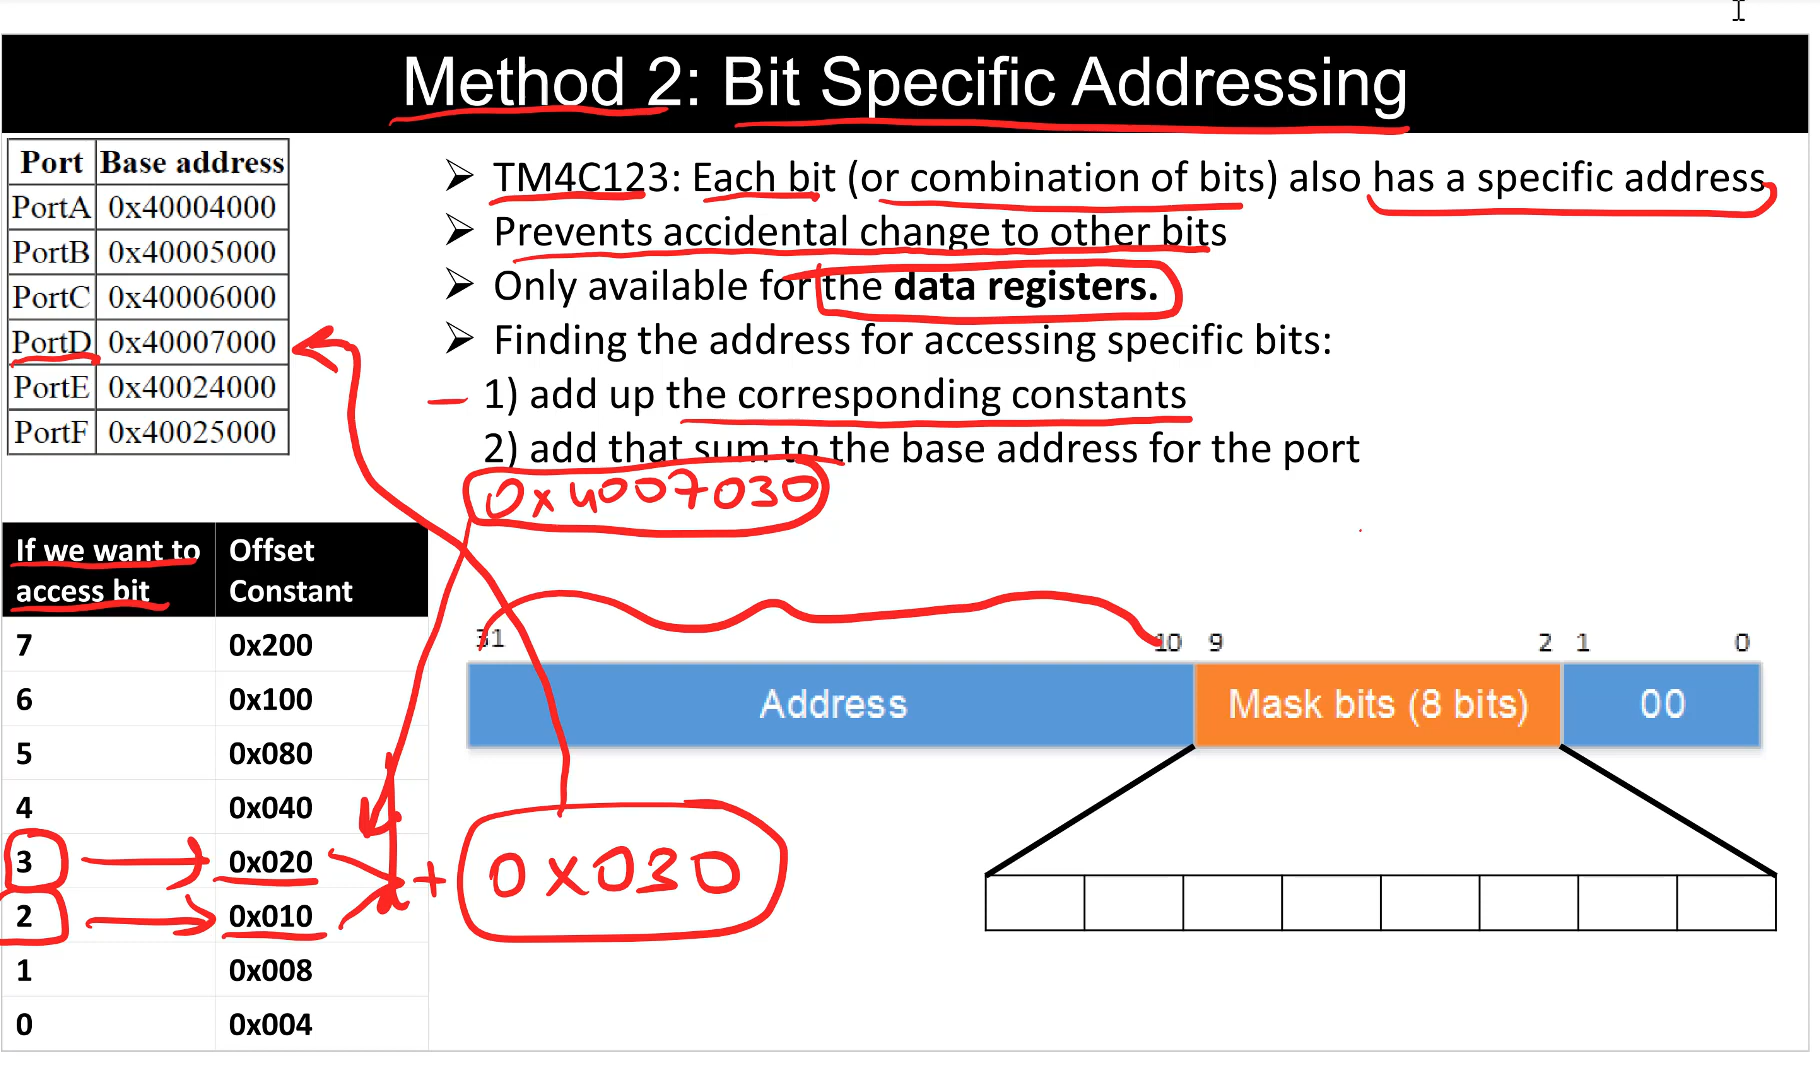 Method 2: Bit Specific Addressing
Port Base address
PortA 0x40004000
PortB 0x40005000
PortC 0x40006000
PortD 0x40007000
PortE 0x40024000
PortF 0x40025000
➢ TM4C123: Each bit (or combination of bits) also has a specific address
➢ Prevents accidental change to other bits
➢ Only available for the data registers.
➢ Finding the address for accessing specific bits:
1) add up the corresponding constants
2) add that sum to the base address for the port
0x4007030
If we want to access bit Offset Constant
7 0x200
6 0x100
5 0x080
4 0x040
3 0x020
2 0x010
1 0x008
0 0x004
+ 0x030
31 10 9 2 1 0
Address Mask bits (8 bits) 00